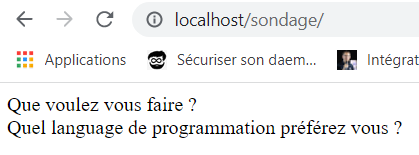 localhost/sondage/
Applications Sécuriser son daem... Intégrat
Que voulez vous faire ?
Quel language de programmation préférez vous ?